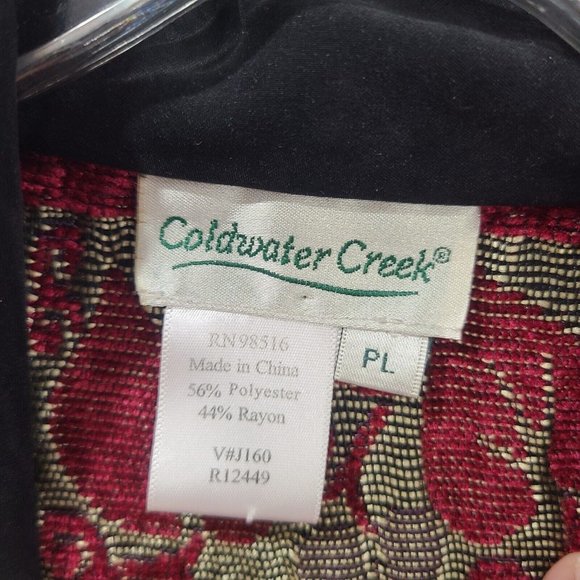 Coldwater Creek®
RN98516
Made in China
56% Polyester
44% Rayon
V#J160
R12449
PL